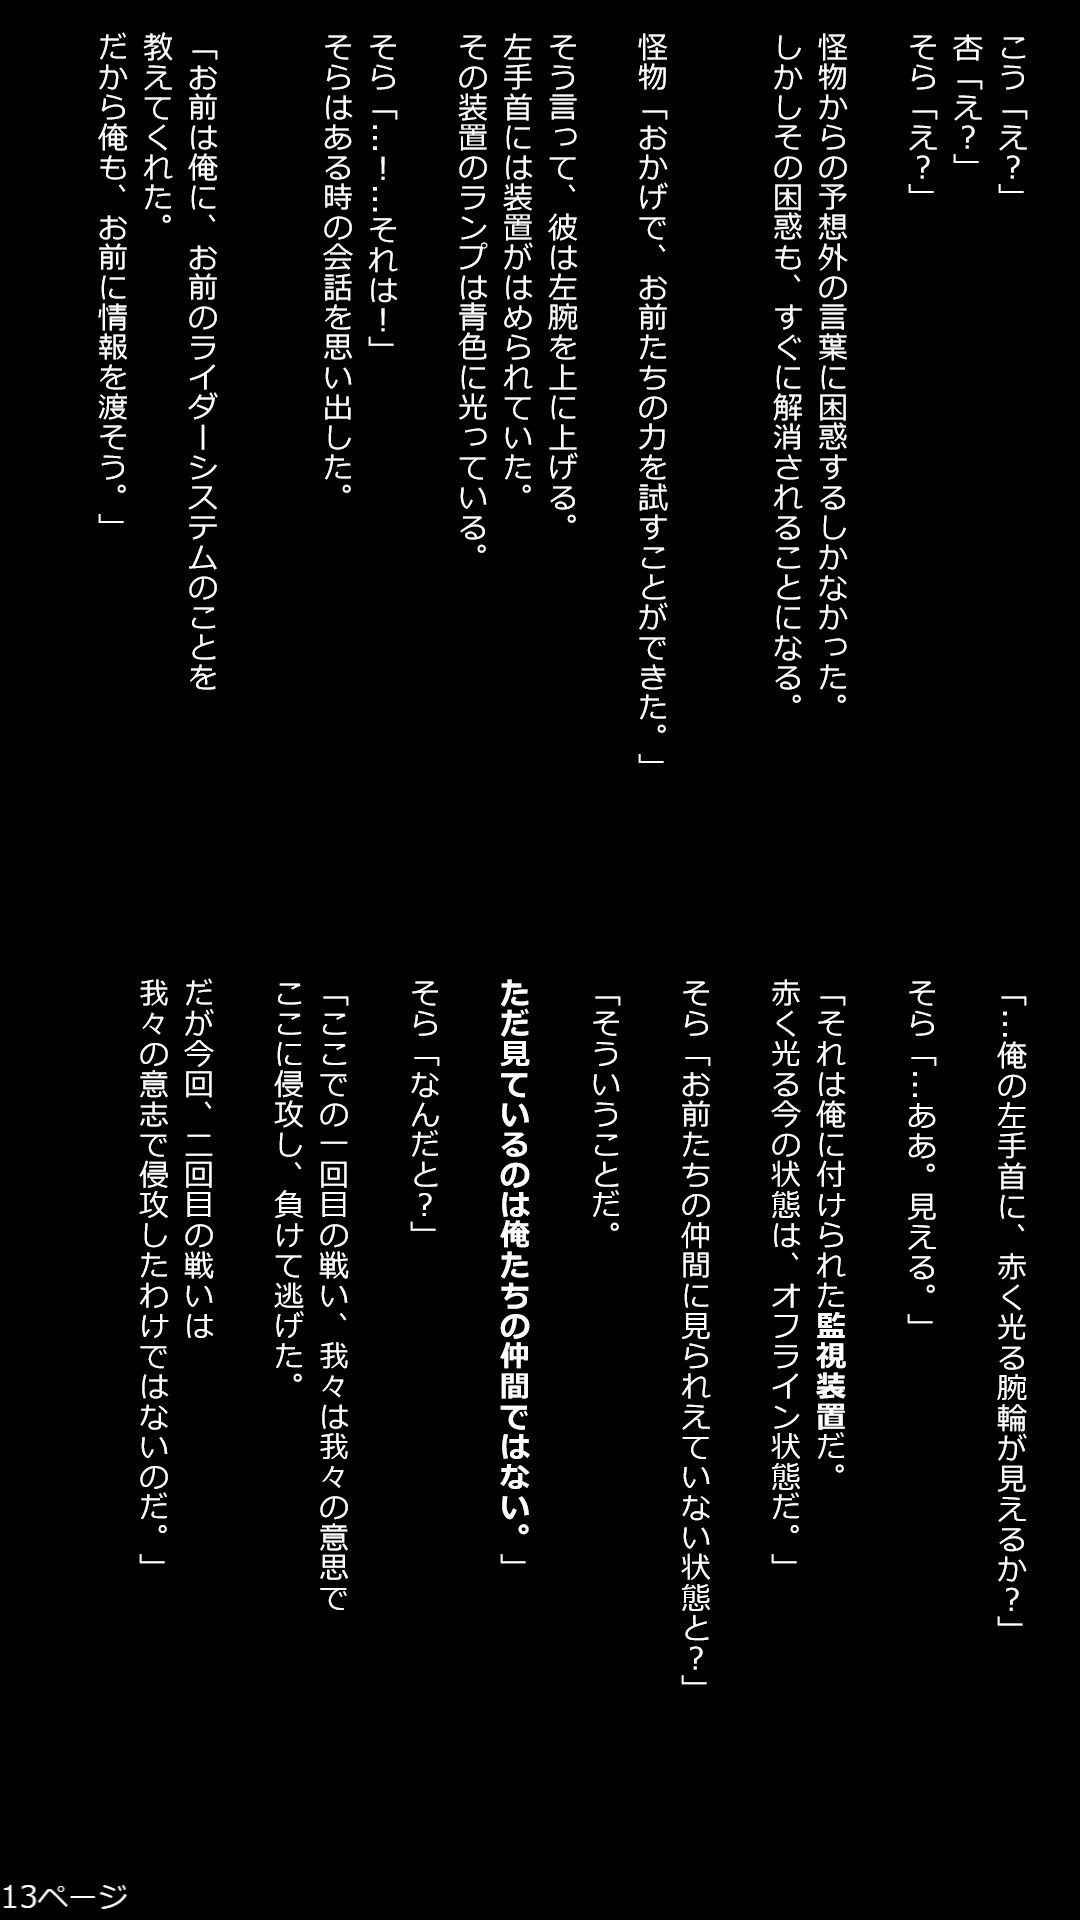 こう「え？」
杏「え？」
そら「え？」
怪物からの予想外の言葉に困惑するしかなかった。
しかしその困惑も、すぐに解消されることになる。
怪物「おかげで、お前たちの力を試すことができた。」
そう言って、彼は左腕を上に上げる。
左手首には装置がはめられていた。
その装置のランプは青色に光っている。
そら「…！…それは！」
そらはある時の会話を思い出した。
「お前は俺に、お前のライダーシステムのことを
教えてくれた。
だから俺も、お前に情報を渡そう。」
「…俺の左手首に、赤く光る腕輪が見えるか？」
そら「…ああ。見える。」
「それは俺に付けられた監視装置だ。
赤く光る今の状態は、オフライン状態だ。」
そら「お前たちの仲間に見られえていない状態と？」
「そういうことだ。
ただ見ているのは俺たちの仲間ではない。」
そら「なんだと？」
「ここでの一回目の戦い、我々は我々の意思で
ここに侵攻し、負けて逃げた。
だが今回、二回目の戦いは
我々の意志で侵攻したわけではないのだ。」
13ページ